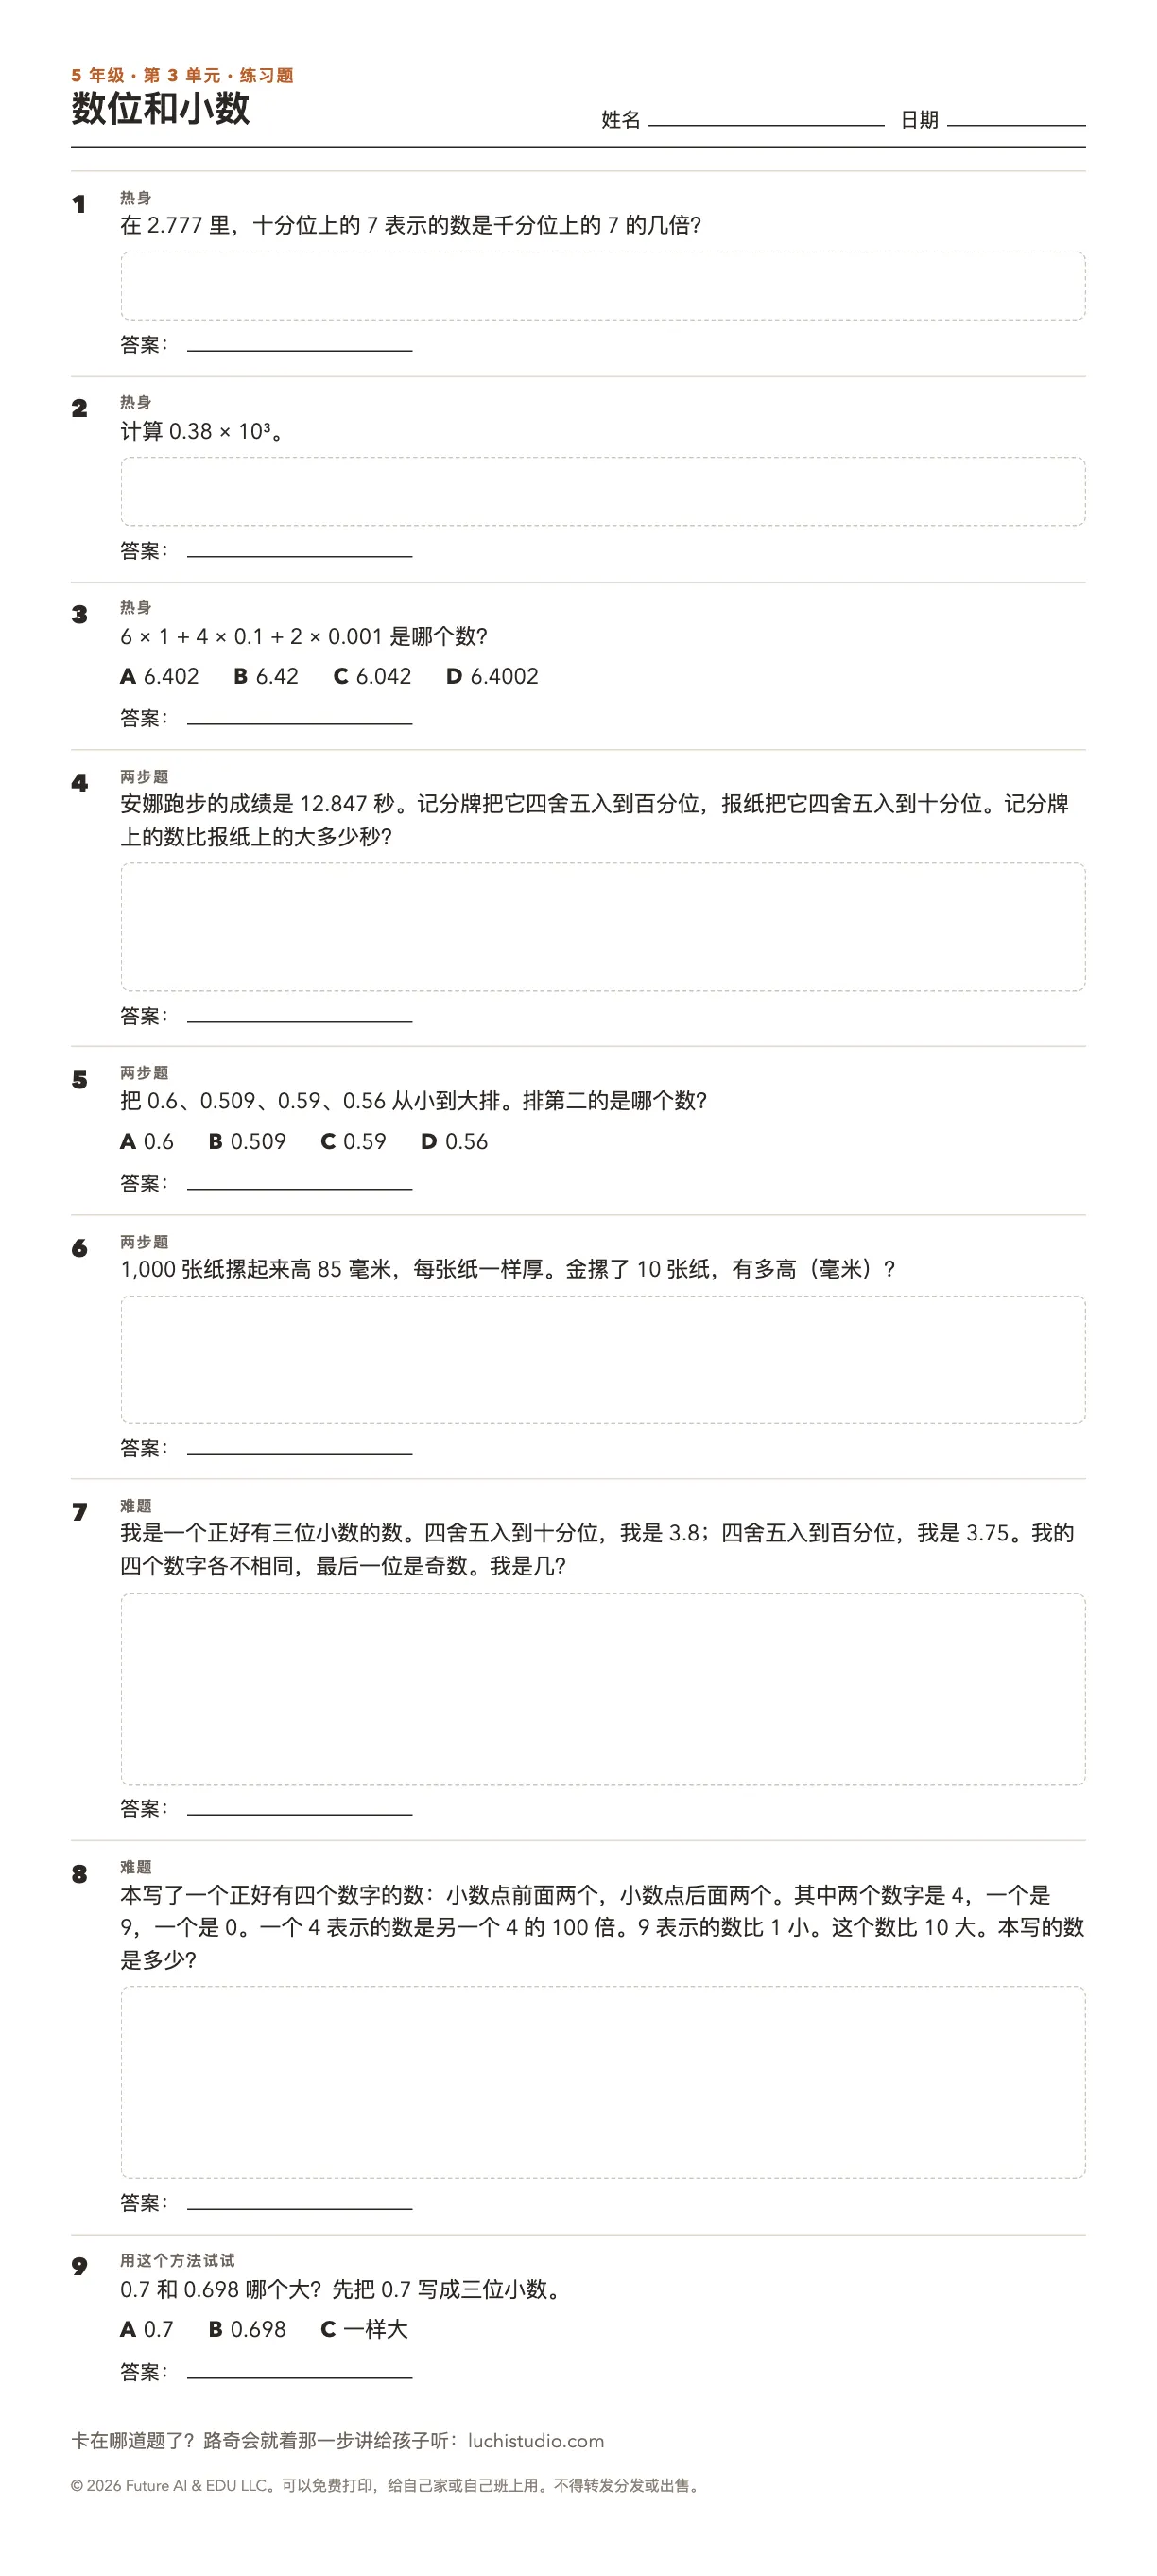 5 年级 · 第 3 单元 · 练习题
数位和小数
姓名 日期
1 热身
在 2.777 里，十分位上的 7 表示的数是千分位上的 7 的几倍？
答案：
2 热身
计算 0.38 × 10³。
答案：
3 热身
6 × 1 + 4 × 0.1 + 2 × 0.001 是哪个数？
A 6.402 B 6.42 C 6.042 D 6.4002
答案：
4 两步题
安娜跑步的成绩是 12.847 秒。记分牌把它四舍五入到百分位，报纸把它四舍五入到十分位。记分牌
上的数比报纸上的大多少秒？
答案：
5 两步题
把 0.6、0.509、0.59、0.56 从小到大排。排第二的是哪个数？
A 0.6 B 0.509 C 0.59 D 0.56
答案：
6 两步题
1,000 张纸摞起来高 85 毫米，每张纸一样厚。金摞了 10 张纸，有多高（毫米）？
答案：
7 难题
我是一个正好有三位小数的数。四舍五入到十分位，我是 3.8；四舍五入到百分位，我是 3.75。我的
四个数字各不相同，最后一位是奇数。我是几？
答案：
8 难题
本写了一个正好有四个数字的数：小数点前面两个，小数点后面两个。其中两个数字是 4，一个是
9，一个是 0。一个 4 表示的数是另一个 4 的 100 倍。9 表示的数比 1 小。这个数比 10 大。本写的数
是多少？
答案：
9 用这个方法试试
0.7 和 0.698 哪个大？先把 0.7 写成三位小数。
A 0.7 B 0.698 C 一样大
答案：
卡在哪道题了？路奇会就着那一步讲给孩子听：luchistudio.com
© 2026 Future AI & EDU LLC。可以免费打印，给自己家或自己班上用。不得转发分发或出售。